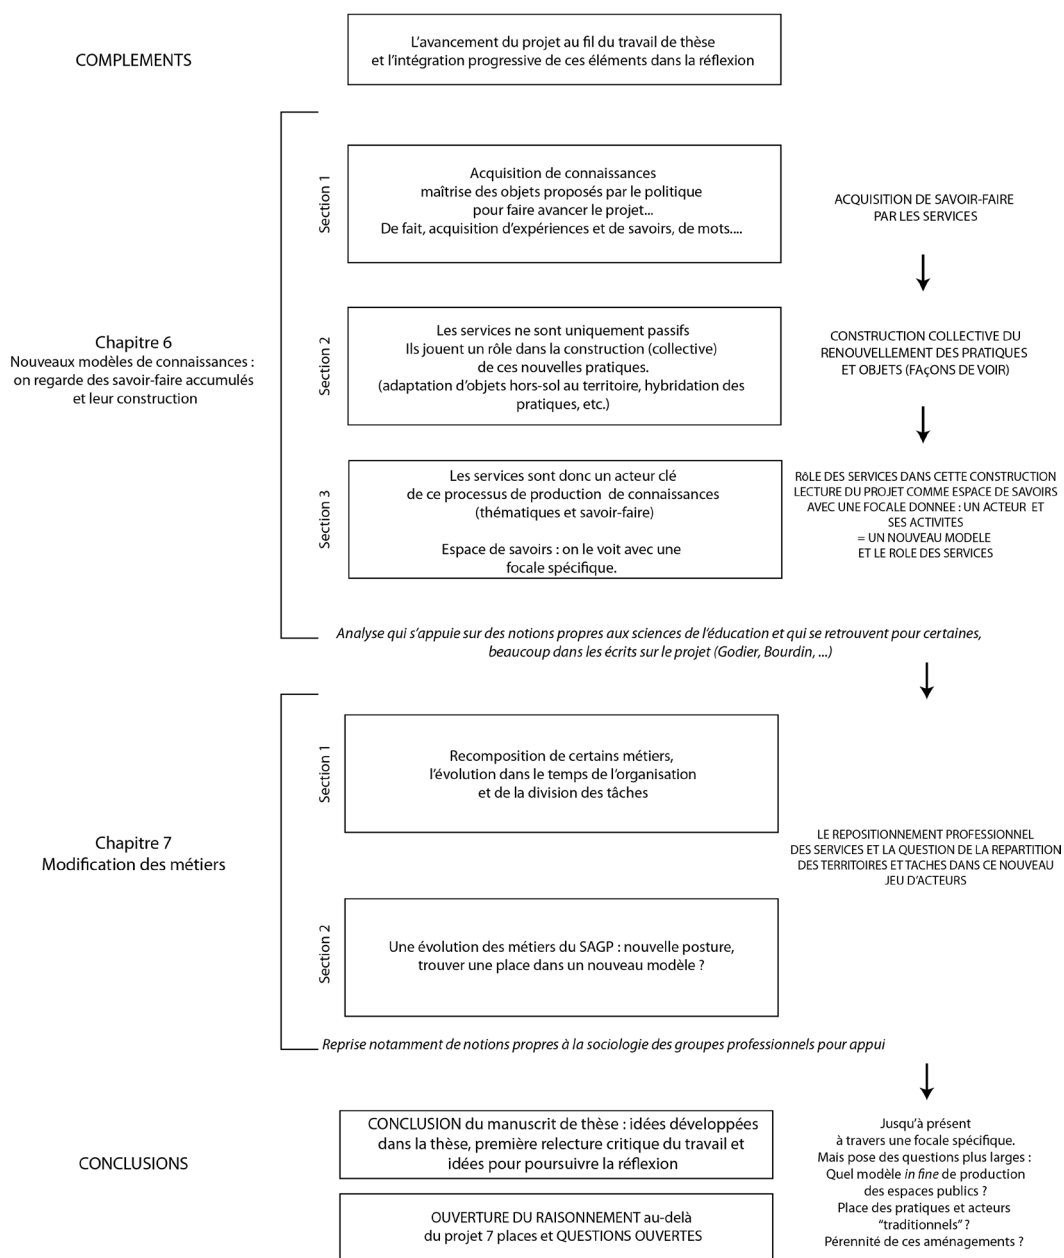 COMPLEMENTS
L'avancement du projet au fil du travail de thèse
et l'intégration progressive de ces éléments dans la réflexion
Chapitre 6
Nouveaux modèles de connaissances :
on regarde des savoir-faire accumulés
et leur construction
Section 1
Acquisition de connaissances
maîtrise des objets proposés par le politique
pour faire avancer le projet...
De fait, acquisition d'expériences et de savoirs, de mots....
ACQUISITION DE SAVOIR-FAIRE
PAR LES SERVICES
Section 2
Les services ne sont uniquement passifs
Ils jouent un rôle dans la construction (collective)
de ces nouvelles pratiques.
(adaptation d'objets hors-sol au territoire, hybridation des
pratiques, etc.)
CONSTRUCTION COLLECTIVE DU
RENOUVELLEMENT DES PRATIQUES
ET OBJETS (FAçONS DE VOIR)
Section 3
Les services sont donc un acteur clé
de ce processus de production de connaissances
(thématiques et savoir-faire)
Espace de savoirs : on le voit avec une
focale spécifique.
RôLE DES SERVICES DANS CETTE CONSTRUCTION
LECTURE DU PROJET COMME ESPACE DE SAVOIRS
AVEC UNE FOCALE DONNEE : UN ACTEUR ET
SES ACTIVITES
= UN NOUVEAU MODELE
ET LE ROLE DES SERVICES
Analyse qui s'appuie sur des notions propres aux sciences de l'éducation et qui se retrouvent pour certaines,
beaucoup dans les écrits sur le projet (Godier, Bourdin, ...)
Chapitre 7
Modification des métiers
Section 1
Recomposition de certains métiers,
l'évolution dans le temps de l'organisation
et de la division des tâches
LE REPOSITIONNEMENT PROFESSIONNEL
DES SERVICES ET LA QUESTION DE LA REPARTITION
DES TERRITOIRES ET TACHES DANS CE NOUVEAU
JEU D'ACTEURS
Section 2
Une évolution des métiers du SAGP : nouvelle posture,
trouver une place dans un nouveau modèle ?
Reprise notamment de notions propres à la sociologie des groupes professionnels pour appui
CONCLUSIONS
CONCLUSION du manuscrit de thèse : idées développées
dans la thèse, première relecture critique du travail et
idées pour poursuivre la réflexion
OUVERTURE DU RAISONNEMENT au-delà
du projet 7 places et QUESTIONS OUVERTES
Jusqu'à présent
à travers une focale spécifique.
Mais pose des questions plus larges :
Quel modèle in fine de production
des espaces publics ?
Place des pratiques et acteurs
"traditionnels" ?
Pérennité de ces aménagements ?